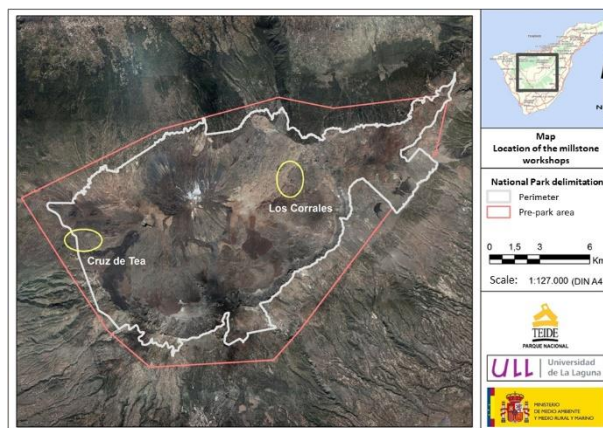 Los Corrales
Cruz de Tea
Map
Location of the millstone
workshops
National Park delimitation
Perimeter
Pre-park area
0 1,5 3 6
Km
Scale: 1:127.000 (DIN A4
TEIDE
PARQUE NACIONAL
ULL
Universidad
de La Laguna
MINISTERIO
DE MEDIO AMBIENTE
Y MEDIO RURAL Y MARINO